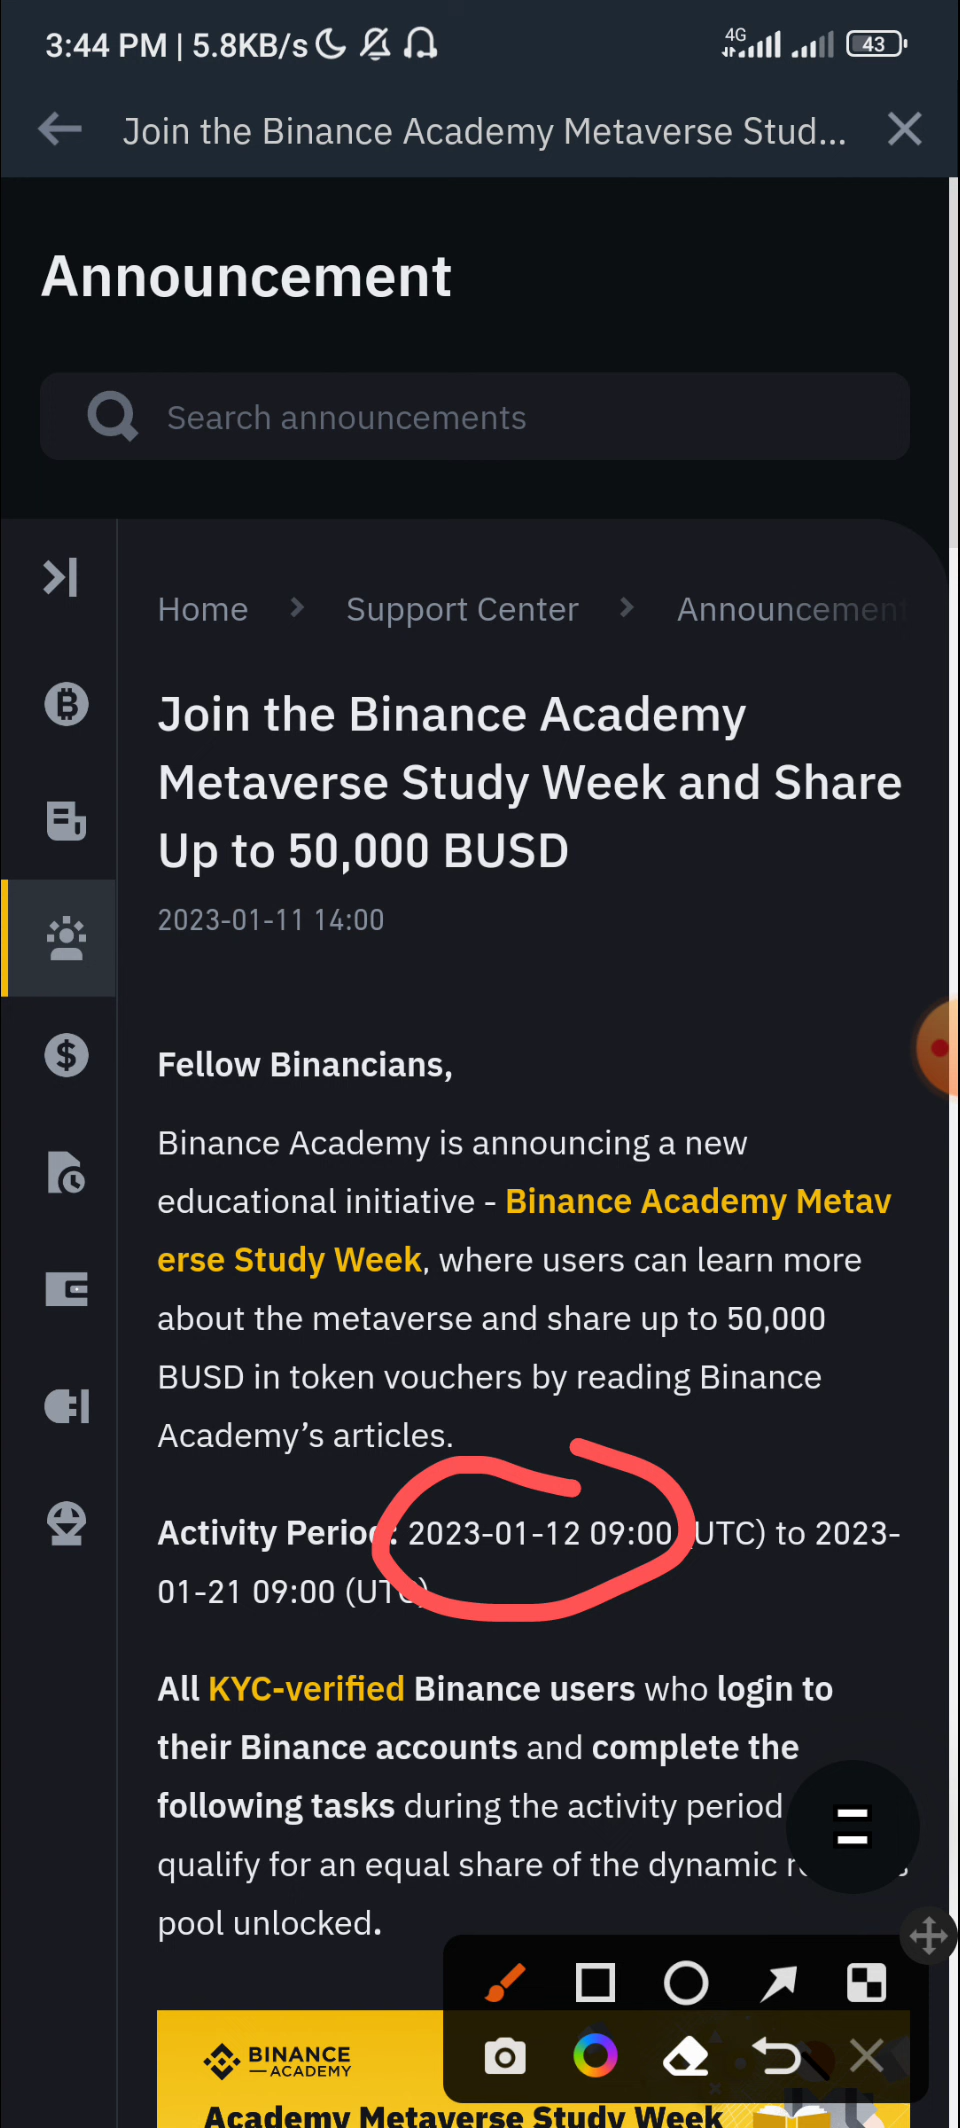 3:44 PM | 5.8KB/s
4G
43
Join the Binance Academy Metaverse Stud...
Announcement
Search announcements
Home > Support Center > Announcement
Join the Binance Academy
Metaverse Study Week and Share
Up to 50,000 BUSD
2023-01-11 14:00
Fellow Binancians,
Binance Academy is announcing a new
educational initiative - Binance Academy Metav
erse Study Week, where users can learn more
about the metaverse and share up to 50,000
BUSD in token vouchers by reading Binance
Academy’s articles.
Activity Period: 2023-01-12 09:00 (UTC) to 2023-
01-21 09:00 (UTC)
All KYC-verified Binance users who login to
their Binance accounts and complete the
following tasks during the activity period
qualify for an equal share of the dynamic
pool unlocked.
BINANCE
ACADEMY
Academy Metaverse Study Week